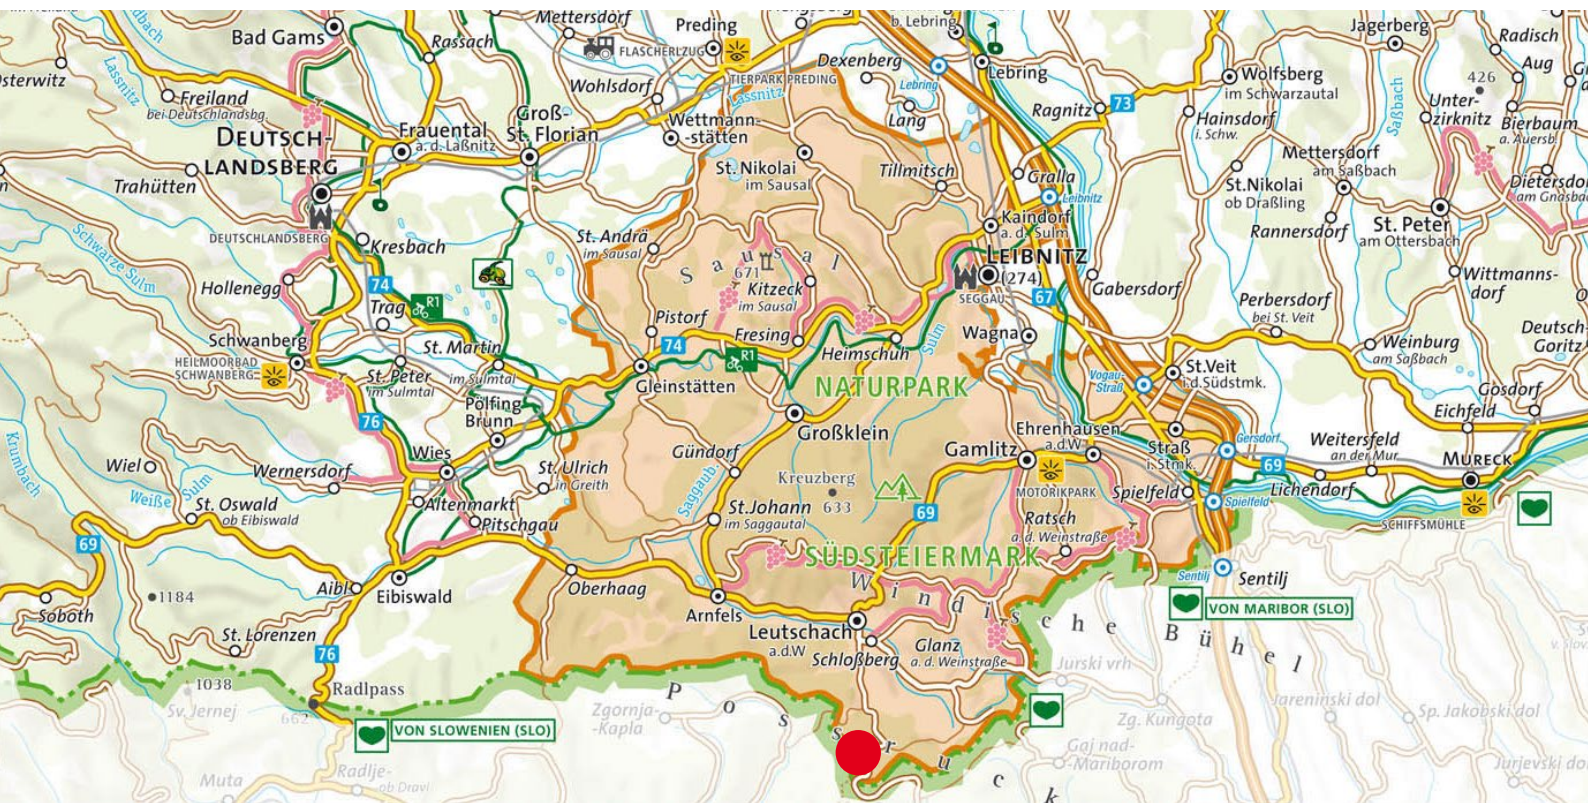 Mettersdorf
Preding
b. Lebring
Jagerberg
Radisch
Bad Gams
Rassach
FLASCHERLZUG
Dexenberg
Lebring
Lebring
Wolfsberg
im Schwarzautal
426
Aug
TIERPARK PREDING
Wohlsdorf
Lassnitz
Lassnitz
Freiland
bei Deutschlandsbg.
Groß-
St. Florian
Wettmann-
-stätten
Lang
Ragnitz
73
Hainsdorf
i. Schw.
Saßbach
Unter-
zirknitz
Bierbaum
a. Auersb.
DEUTSCH-
LANDSBERG
Frauental
a. d. Laßnitz
Mettersdorf
am Saßbach
Trahütten
St. Nikolai
im Sausal
Tillmitsch
Gralla
Leibnitz
St.Nikolai
ob Draßling
Dietersdo
am Gnasba
DEUTSCHLANDSBERG
Kresbach
St. Andrä
im Sausal
Kaindorf
a. d. Sulm
Rannersdorf
St. Peter
am Ottersbach
Schwarze Sulm
Sausal
671
LEIBNITZ
(274)
SEGGAU
Hollenegg
74
Trag
R1
Kitzeck
im Sausal
67
Gabersdorf
Wittmanns-
dorf
Perbersdorf
bei St. Veit
Schwanberg
HEILMOORBAD
SCHWANBERG
St. Martin
im Sulmtal
Pistorf
74
Fresing
R1
Heimschuh
Sulm
Wagna
Deutsch-
Goritz
Weinburg
am Saßbach
St. Peter
im Sulmtal
Gleinstätten
NATURPARK
Vogau-
Straß
St.Veit
i.d.Südstmk.
Gosdorf
76
Pölfing
Brunn
Großklein
Eichfeld
Krumbach
Wiel
Wies
Wernersdorf
Gündorf
Gamlitz
Ehrenhausen
a.d.W
Straß
i. Stmk.
Gersdorf
69
Weitersfeld
an der Mur
MURECK
Weiße Sulm
St. Ulrich
in Greith
Saggaub.
Kreuzberg
633
MOTORIKPARK
Spielfeld
Spielfeld
Lichendorf
SCHIFFSMÜHLE
St. Oswald
ob Eibiswald
Altenmarkt
Pitschgau
St.Johann
im Saggautal
69
Ratsch
a.d. Weinstraße
69
SÜDSTEIERMARK
Sentilj
Sentilj
Soboth
1184
Aibl
Eibiswald
Oberhaag
Arnfels
Windische Bühel
VON MARIBOR (SLO)
St. Lorenzen
76
Leutschach
a.d.W
Schloßberg
Glanz
a. d. Weinstraße
Jurski vrh
1038
Sv. Jernej
Radlpass
662
VON SLOWENIEN (SLO)
Zgornja-
-Kapla
Possruck
Zg. Kungota
Jareninski dol
Sp. Jakobski dol
Gaj nad-
-Mariborom
Jurjevski do
Muta
Radlje-
-ob Dravi